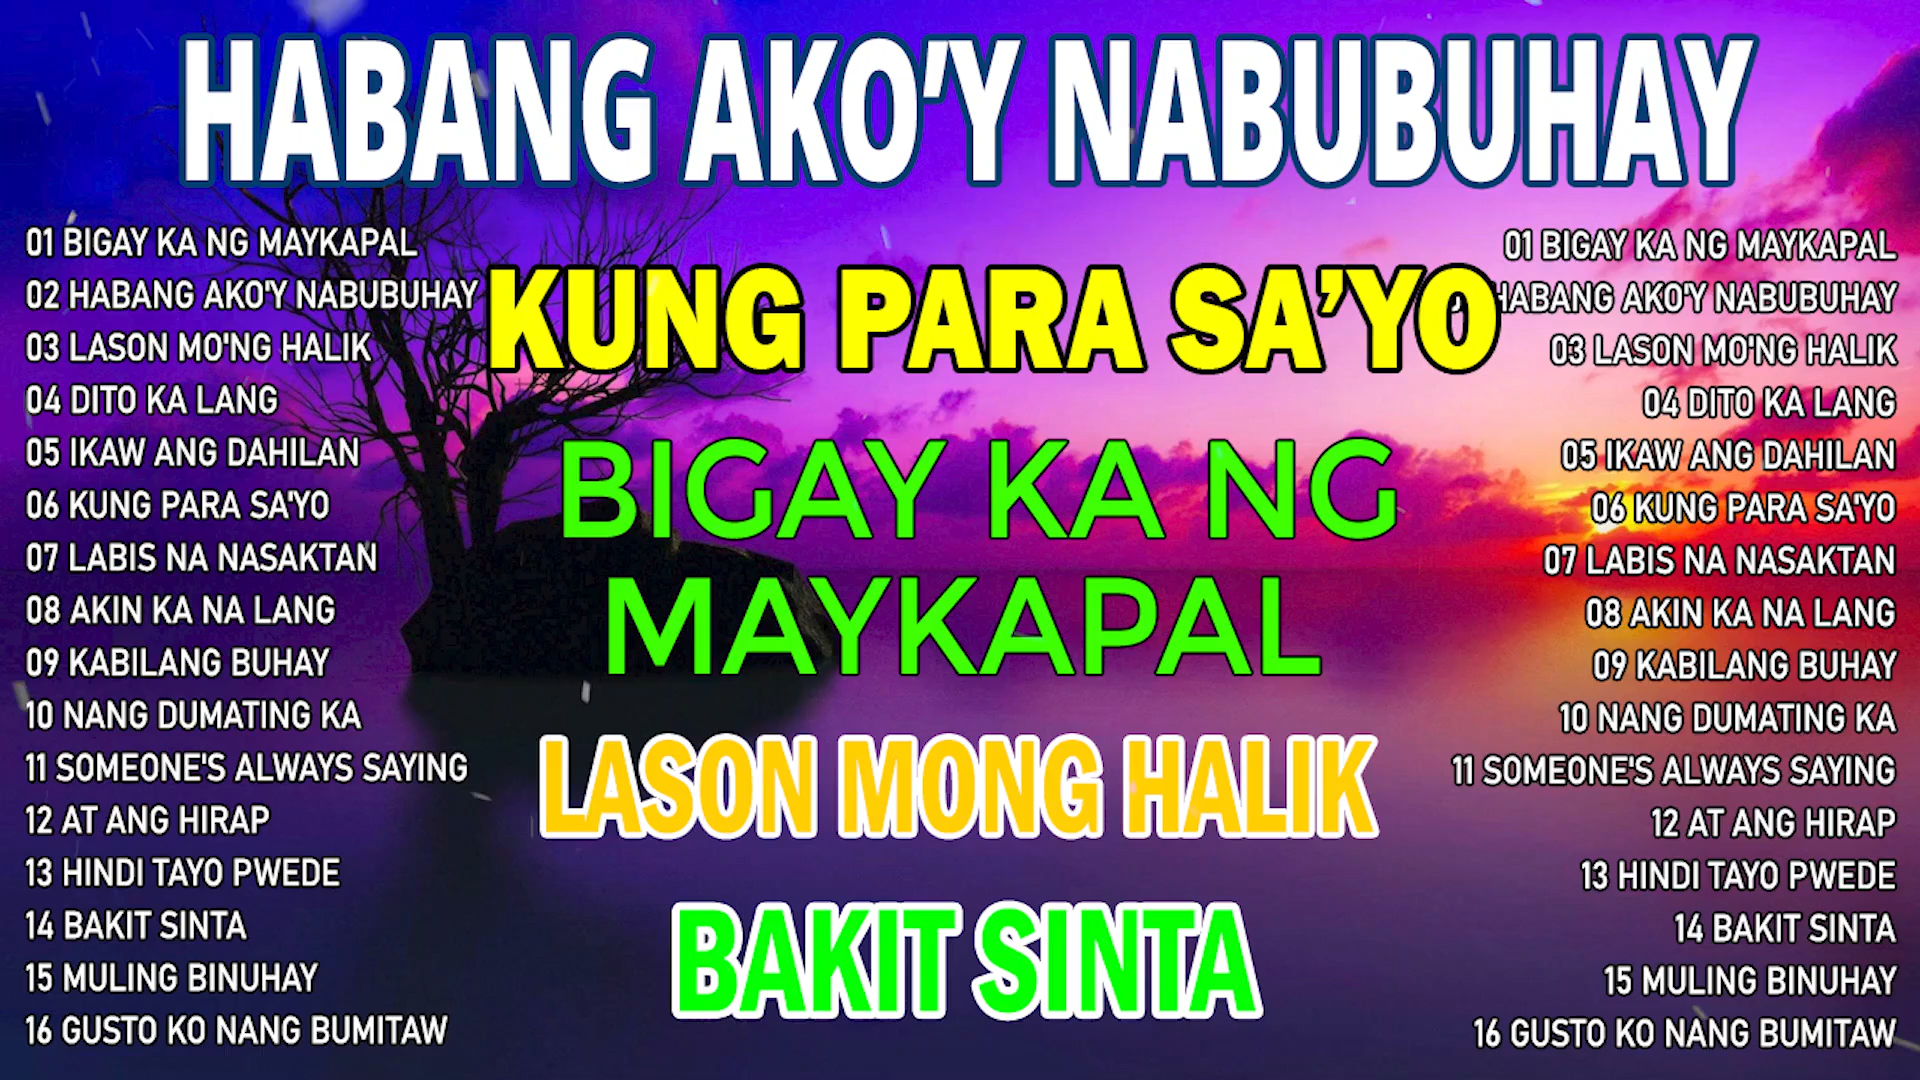 HABANG AKO'Y NABUBUHAY
01 BIGAY KA NG MAYKAPAL
02 HABANG AKO'Y NABUBUHAY
03 LASON MO'NG HALIK
04 DITO KA LANG
05 IKAW ANG DAHILAN
06 KUNG PARA SA'YO
07 LABIS NA NASAKTAN
08 AKIN KA NA LANG
09 KABILANG BUHAY
10 NANG DUMATING KA
11 SOMEONE'S ALWAYS SAYING
12 AT ANG HIRAP
13 HINDI TAYO PWEDE
14 BAKIT SINTA
15 MULING BINUHAY
16 GUSTO KO NANG BUMITAW
KUNG PARA SA'YO
BIGAY KA NG
MAYKAPAL
LASON MONG HALIK
BAKIT SINTA
01 BIGAY KA NG MAYKAPAL
HABANG AKO'Y NABUBUHAY
03 LASON MO'NG HALIK
04 DITO KA LANG
05 IKAW ANG DAHILAN
06 KUNG PARA SA'YO
07 LABIS NA NASAKTAN
08 AKIN KA NA LANG
09 KABILANG BUHAY
10 NANG DUMATING KA
11 SOMEONE'S ALWAYS SAYING
12 AT ANG HIRAP
13 HINDI TAYO PWEDE
14 BAKIT SINTA
15 MULING BINUHAY
16 GUSTO KO NANG BUMITAW